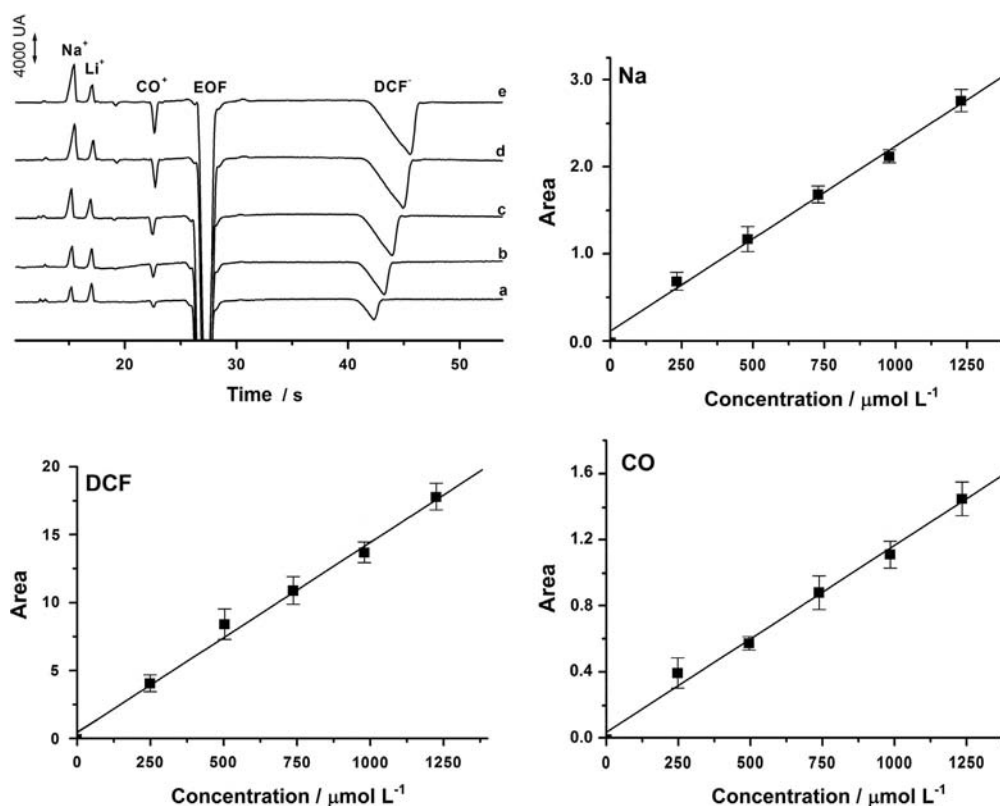 4000 UA
Na⁺
Li⁺
CO⁺
EOF
DCF⁻
e
d
c
b
a
20 30 40 50
Time / s
Na
3.0
2.0
1.0
0.0
Area
0 250 500 750 1000 1250
Concentration / μmol L⁻¹
DCF
20
15
10
5
0
Area
0 250 500 750 1000 1250
Concentration / μmol L⁻¹
CO
1.6
1.2
0.8
0.4
0.0
Area
0 250 500 750 1000 1250
Concentration / μmol L⁻¹